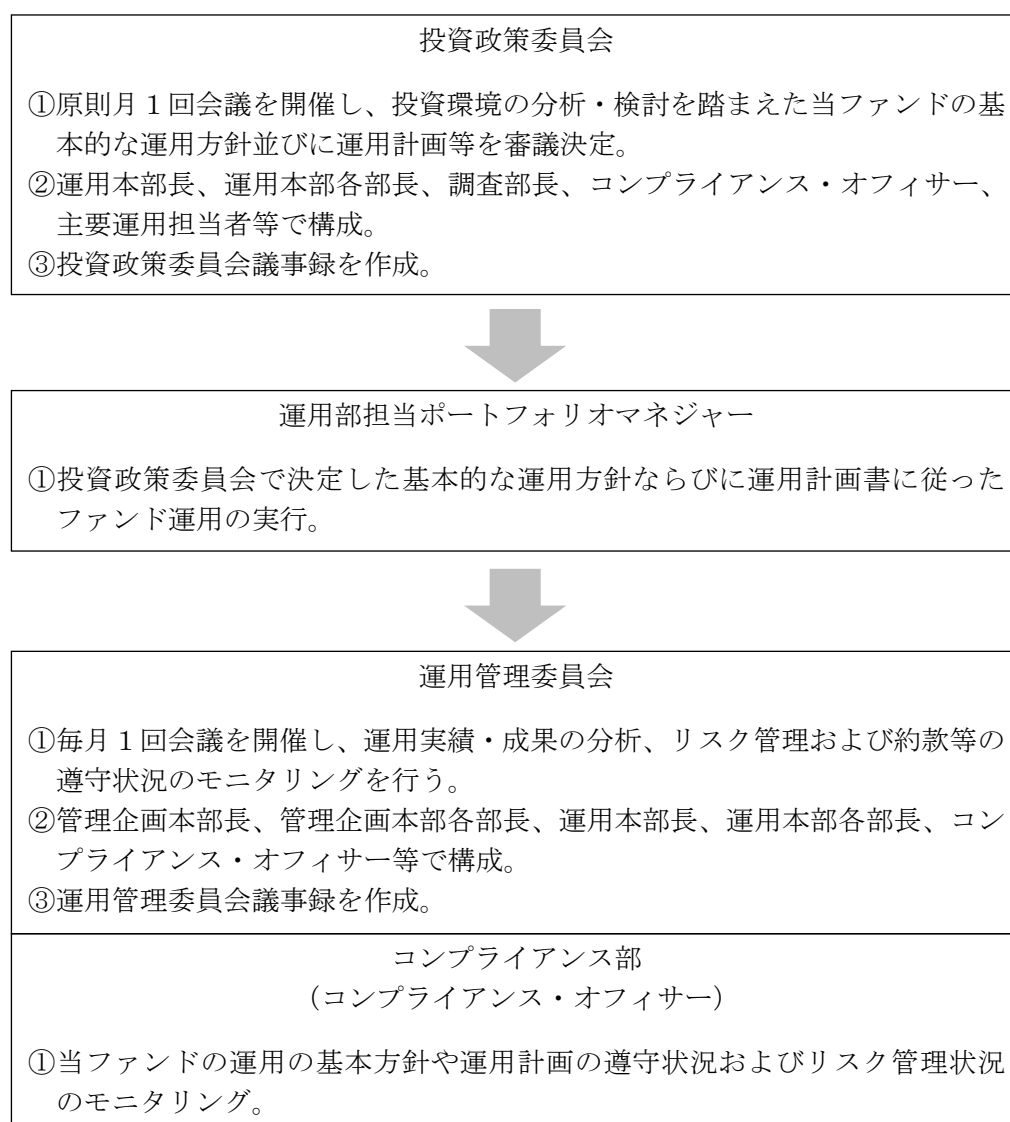 投資政策委員会
①原則月１回会議を開催し、投資環境の分析・検討を踏まえた当ファンドの基
本的な運用方針並びに運用計画等を審議決定。
②運用本部長、運用本部各部長、調査部長、コンプライアンス・オフィサー、
主要運用担当者等で構成。
③投資政策委員会議事録を作成。
運用部担当ポートフォリオマネジャー
①投資政策委員会で決定した基本的な運用方針ならびに運用計画書に従った
ファンド運用の実行。
運用管理委員会
①毎月１回会議を開催し、運用実績・成果の分析、リスク管理および約款等の
遵守状況のモニタリングを行う。
②管理企画本部長、管理企画本部各部長、運用本部長、運用本部各部長、コン
プライアンス・オフィサー等で構成。
③運用管理委員会議事録を作成。
コンプライアンス部
（コンプライアンス・オフィサー）
①当ファンドの運用の基本方針や運用計画の遵守状況およびリスク管理状況
のモニタリング。